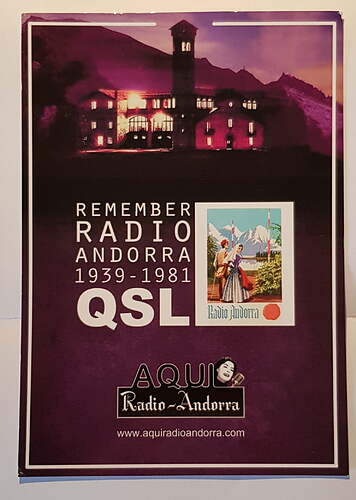 REMEMBER
RADIO
ANDORRA
1939-1981
QSL
Radio Andorra
AQUI
Radio-Andorra
www.aquiradioandorra.com